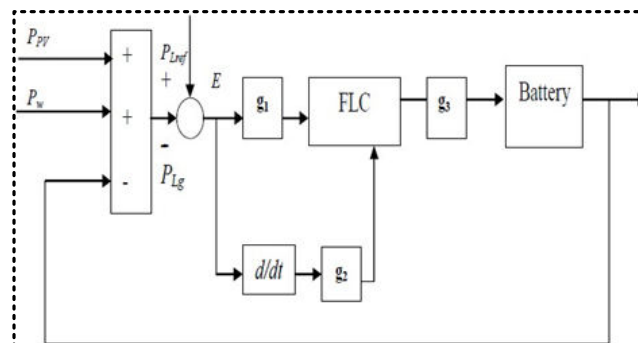 P_PV
+
P_Lref
+
E
g₁
FLC
g₃
Battery
P_w
+
-
P_Lg
-
d/dt
g₂